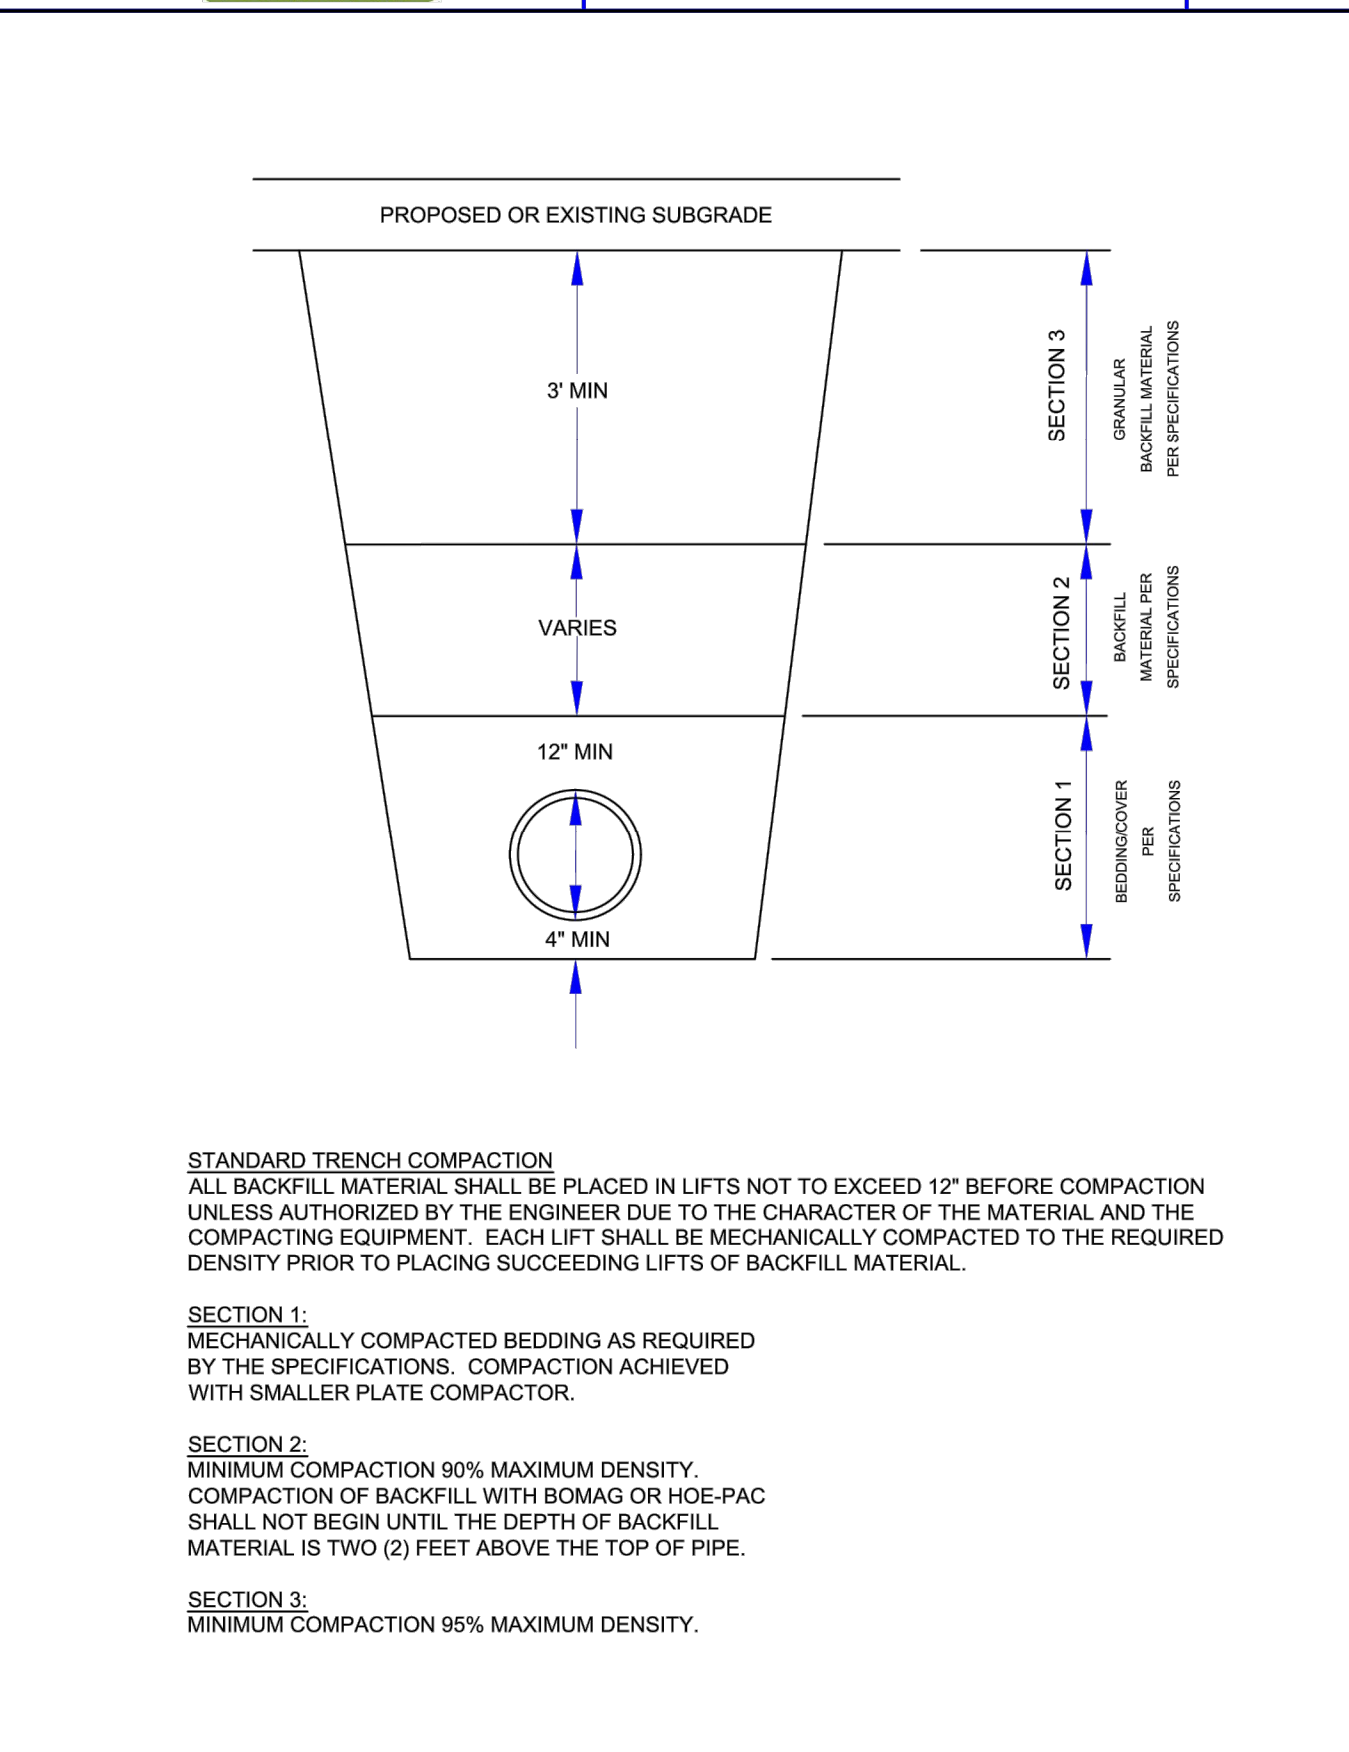 PROPOSED OR EXISTING SUBGRADE
3' MIN
SECTION 3
GRANULAR
BACKFILL MATERIAL
PER SPECIFICATIONS
VARIES
SECTION 2
BACKFILL
MATERIAL PER
SPECIFICATIONS
12" MIN
4" MIN
SECTION 1
BEDDING/COVER
PER
SPECIFICATIONS
STANDARD TRENCH COMPACTION
ALL BACKFILL MATERIAL SHALL BE PLACED IN LIFTS NOT TO EXCEED 12" BEFORE COMPACTION
UNLESS AUTHORIZED BY THE ENGINEER DUE TO THE CHARACTER OF THE MATERIAL AND THE
COMPACTING EQUIPMENT.  EACH LIFT SHALL BE MECHANICALLY COMPACTED TO THE REQUIRED
DENSITY PRIOR TO PLACING SUCCEEDING LIFTS OF BACKFILL MATERIAL.
SECTION 1:
MECHANICALLY COMPACTED BEDDING AS REQUIRED
BY THE SPECIFICATIONS.  COMPACTION ACHIEVED
WITH SMALLER PLATE COMPACTOR.
SECTION 2:
MINIMUM COMPACTION 90% MAXIMUM DENSITY.
COMPACTION OF BACKFILL WITH BOMAG OR HOE-PAC
SHALL NOT BEGIN UNTIL THE DEPTH OF BACKFILL
MATERIAL IS TWO (2) FEET ABOVE THE TOP OF PIPE.
SECTION 3:
MINIMUM COMPACTION 95% MAXIMUM DENSITY.